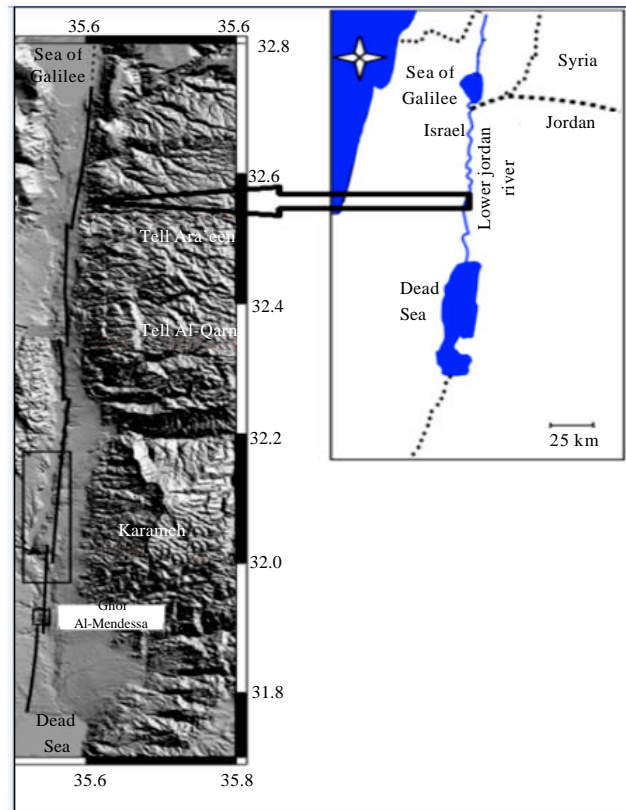 35.6
35.6
Sea of
Galilee
32.8
32.6
Tell Ara'een
32.4
Tell Al-Qarn
32.2
Karameh
32.0
Ghor
Al-Mendessa
31.8
Dead
Sea
35.6
35.8
Sea of
Galilee
Syria
Israel
Jordan
Lower jordan
river
Dead
Sea
25 km